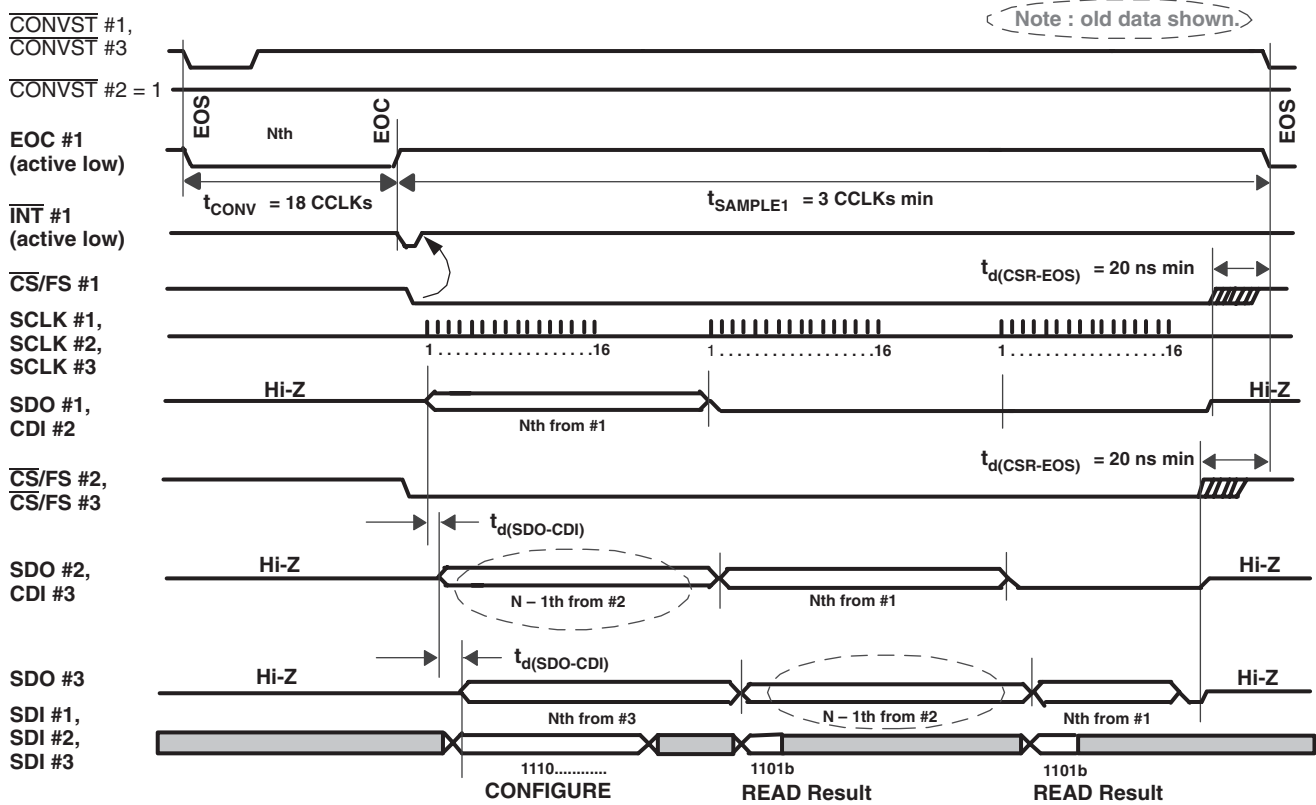 CONVST #1,
CONVST #3
Note : old data shown.
CONVST #2 = 1
EOS
EOC
EOS
Nth
EOC #1
(active low)
tCONV = 18 CCLKs
tSAMPLE1 = 3 CCLKs min
INT #1
(active low)
td(CSR-EOS) = 20 ns min
CS/FS #1
SCLK #1,
SCLK #2,
SCLK #3
1 . . . . . . . . . . . . . . . . . .16
1 . . . . . . . . . . . . . . . . . .16
1 . . . . . . . . . . . . . . . . . .16
Hi-Z
Hi-Z
SDO #1,
CDI #2
Nth from #1
td(CSR-EOS) = 20 ns min
CS/FS #2,
CS/FS #3
td(SDO-CDI)
Hi-Z
Hi-Z
SDO #2,
CDI #3
N – 1th from #2
Nth from #1
td(SDO-CDI)
Hi-Z
Hi-Z
SDO #3
Nth from #3
N – 1th from #2
Nth from #1
SDI #1,
SDI #2,
SDI #3
1110............
1101b
1101b
CONFIGURE
READ Result
READ Result